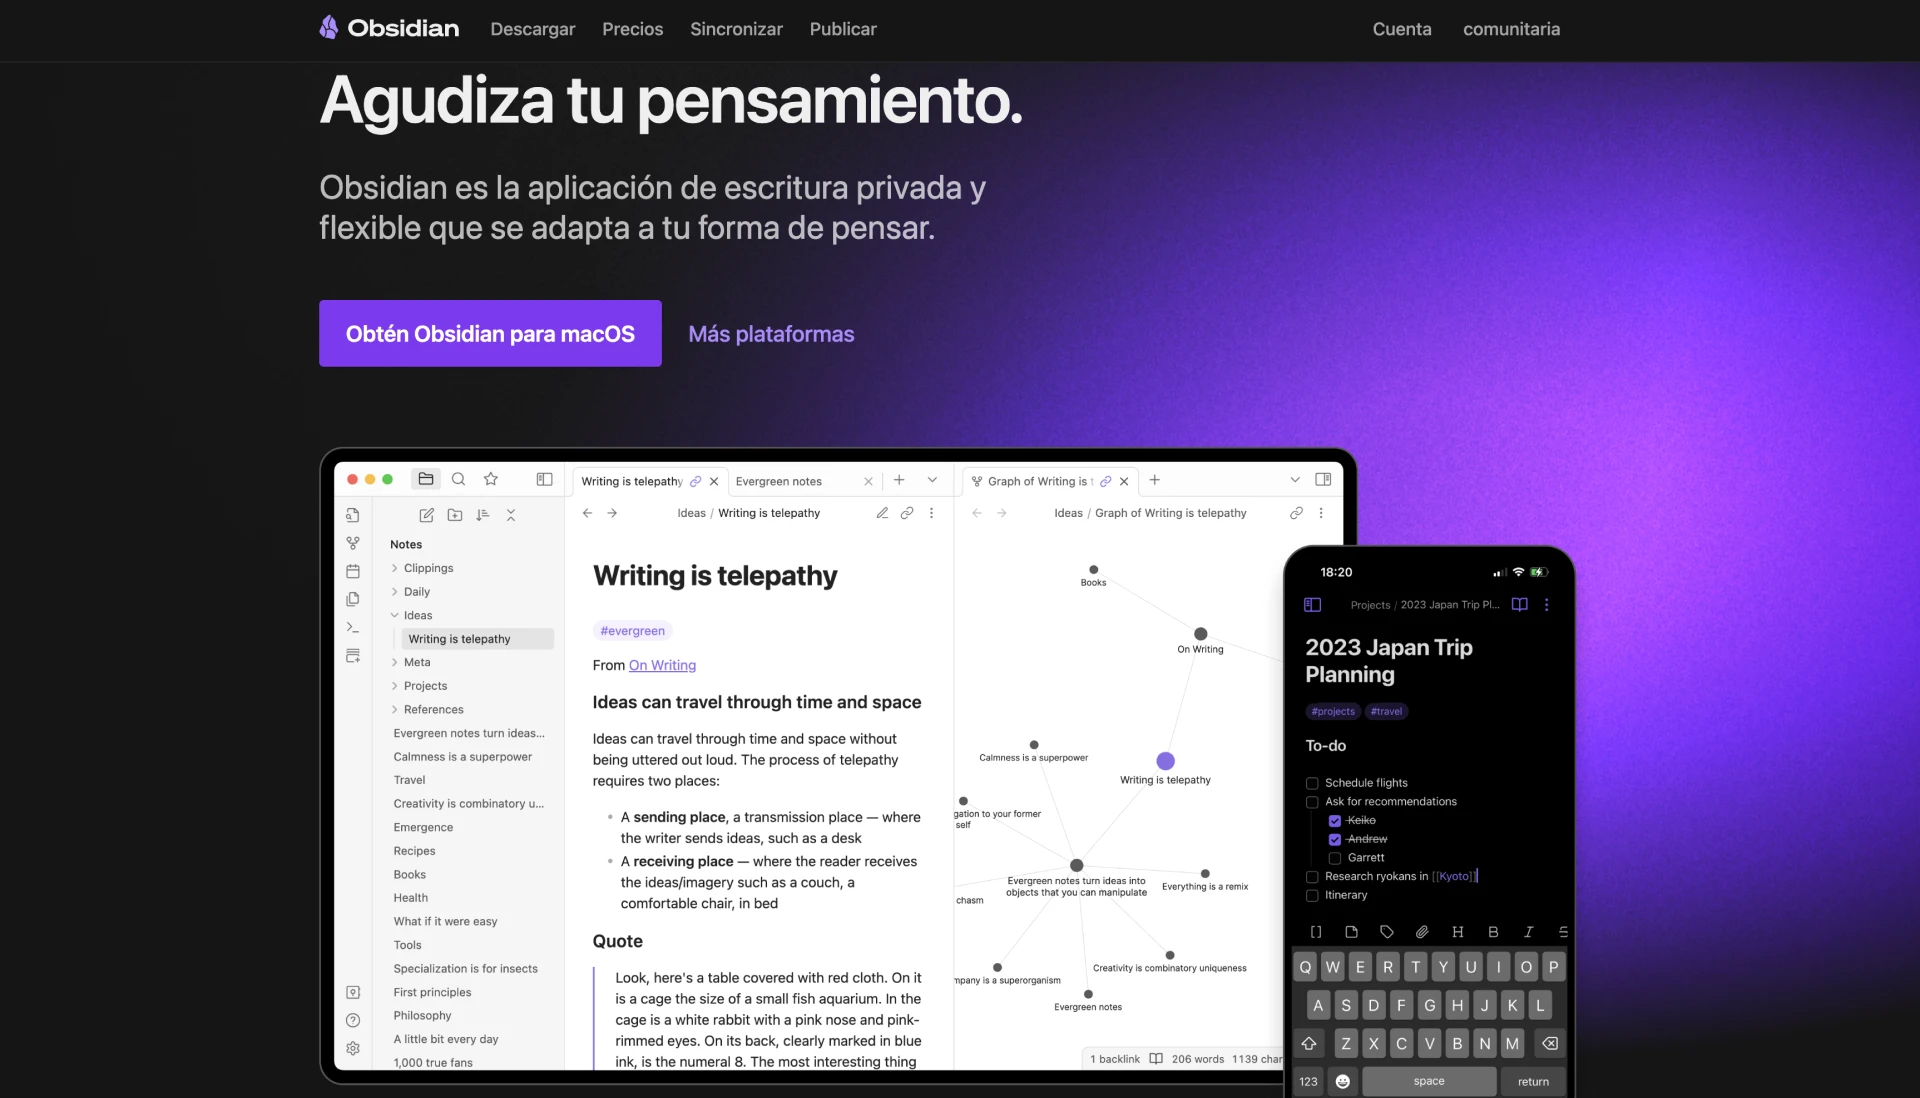 Obsidian
Descargar
Precios
Sincronizar
Publicar
Cuenta
comunitaria
Agudiza tu pensamiento.
Obsidian es la aplicación de escritura privada y
flexible que se adapta a tu forma de pensar.
Obtén Obsidian para macOS
Más plataformas
Writing is telepathy
Evergreen notes
Graph of Writing is
Ideas / Writing is telepathy
Ideas / Graph of Writing is telepathy
Notes
Clippings
Daily
Ideas
Writing is telepathy
Meta
Projects
References
Evergreen notes turn ideas...
Calmness is a superpower
Travel
Creativity is combinatory u...
Emergence
Recipes
Books
Health
What if it were easy
Tools
Specialization is for insects
First principles
Philosophy
A little bit every day
1,000 true fans
Writing is telepathy
#evergreen
From On Writing
Ideas can travel through time and space
Ideas can travel through time and space without
being uttered out loud. The process of telepathy
requires two places:
• A sending place, a transmission place — where
the writer sends ideas, such as a desk
• A receiving place — where the reader receives
the ideas/imagery such as a couch, a
comfortable chair, in bed
Quote
Look, here's a table covered with red cloth. On it
is a cage the size of a small fish aquarium. In the
cage is a white rabbit with a pink nose and pink-
rimmed eyes. On its back, clearly marked in blue
ink, is the numeral 8. The most interesting thing
Books
On Writing
Calmness is a superpower
Writing is telepathy
gation to your former
self
Evergreen notes turn ideas into
objects that you can manipulate
Everything is a remix
chasm
Creativity is combinatory uniqueness
mpany is a superorganism
Evergreen notes
1 backlink
206 words
1139 char
18:20
Projects / 2023 Japan Trip Pl...
2023 Japan Trip
Planning
#projects #travel
To-do
Schedule flights
Ask for recommendations
Keiko
Andrew
Garrett
Research ryokans in [[Kyoto]]
Itinerary
[] H B I S
Q W E R T Y U I O P
A S D F G H J K L
Z X C V B N M
123 space return